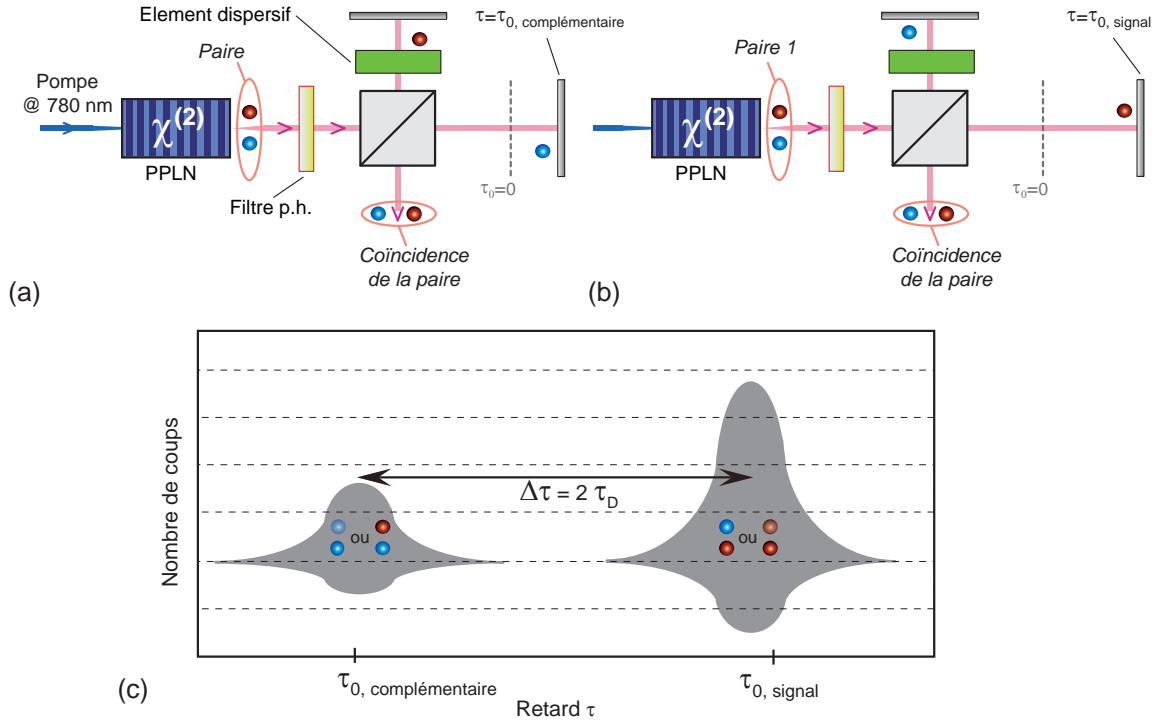 Element dispersif
τ=τ0, complémentaire
Paire
Pompe
@ 780 nm
χ(2)
PPLN
Filtre p.h.
τ0=0
Coïncidence
de la paire
(a)
τ=τ0, signal
Paire 1
χ(2)
PPLN
τ0=0
Coïncidence
de la paire
(b)
Nombre de coups
Δτ = 2 τD
ou
ou
τ0, complémentaire
τ0, signal
Retard τ
(c)